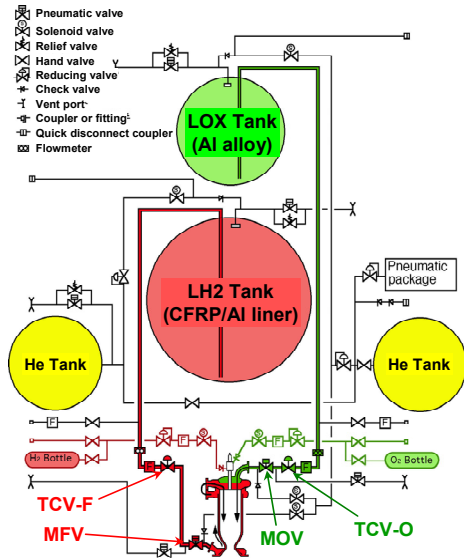 Pneumatic valve
Solenoid valve
Relief valve
Hand valve
Reducing valve
Check valve
Vent port
Coupler or fitting
Quick disconnect coupler
Flowmeter
LOX Tank
(Al alloy)
LH2 Tank
(CFRP/Al liner)
Pneumatic
package
He Tank
He Tank
F
F
H2 Bottle
F
F
O2 Bottle
F
F
TCV-F
MFV
MOV
TCV-O